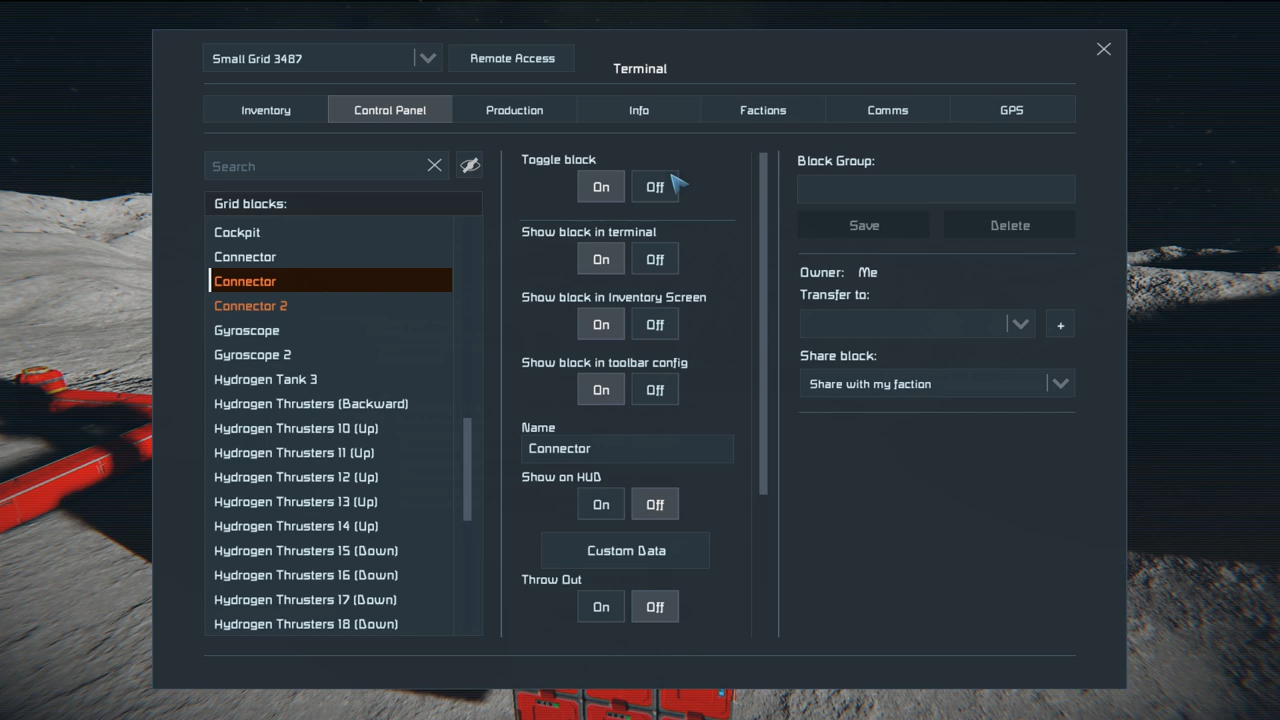 Small Grid 3487
Remote Access
Terminal
Inventory
Control Panel
Production
Info
Factions
Comms
GPS
Search
Grid blocks:
Cockpit
Connector
Connector
Connector 2
Gyroscope
Gyroscope 2
Hydrogen Tank 3
Hydrogen Thrusters (Backward)
Hydrogen Thrusters 10 (Up)
Hydrogen Thrusters 11 (Up)
Hydrogen Thrusters 12 (Up)
Hydrogen Thrusters 13 (Up)
Hydrogen Thrusters 14 (Up)
Hydrogen Thrusters 15 (Down)
Hydrogen Thrusters 16 (Down)
Hydrogen Thrusters 17 (Down)
Hydrogen Thrusters 18 (Down)
Toggle block
On Off
Show block in terminal
On Off
Show block in Inventory Screen
On Off
Show block in toolbar config
On Off
Name
Connector
Show on HUD
On Off
Custom Data
Throw Out
On Off
Block Group:
Save Delete
Owner: Me
Transfer to:
+
Share block:
Share with my faction